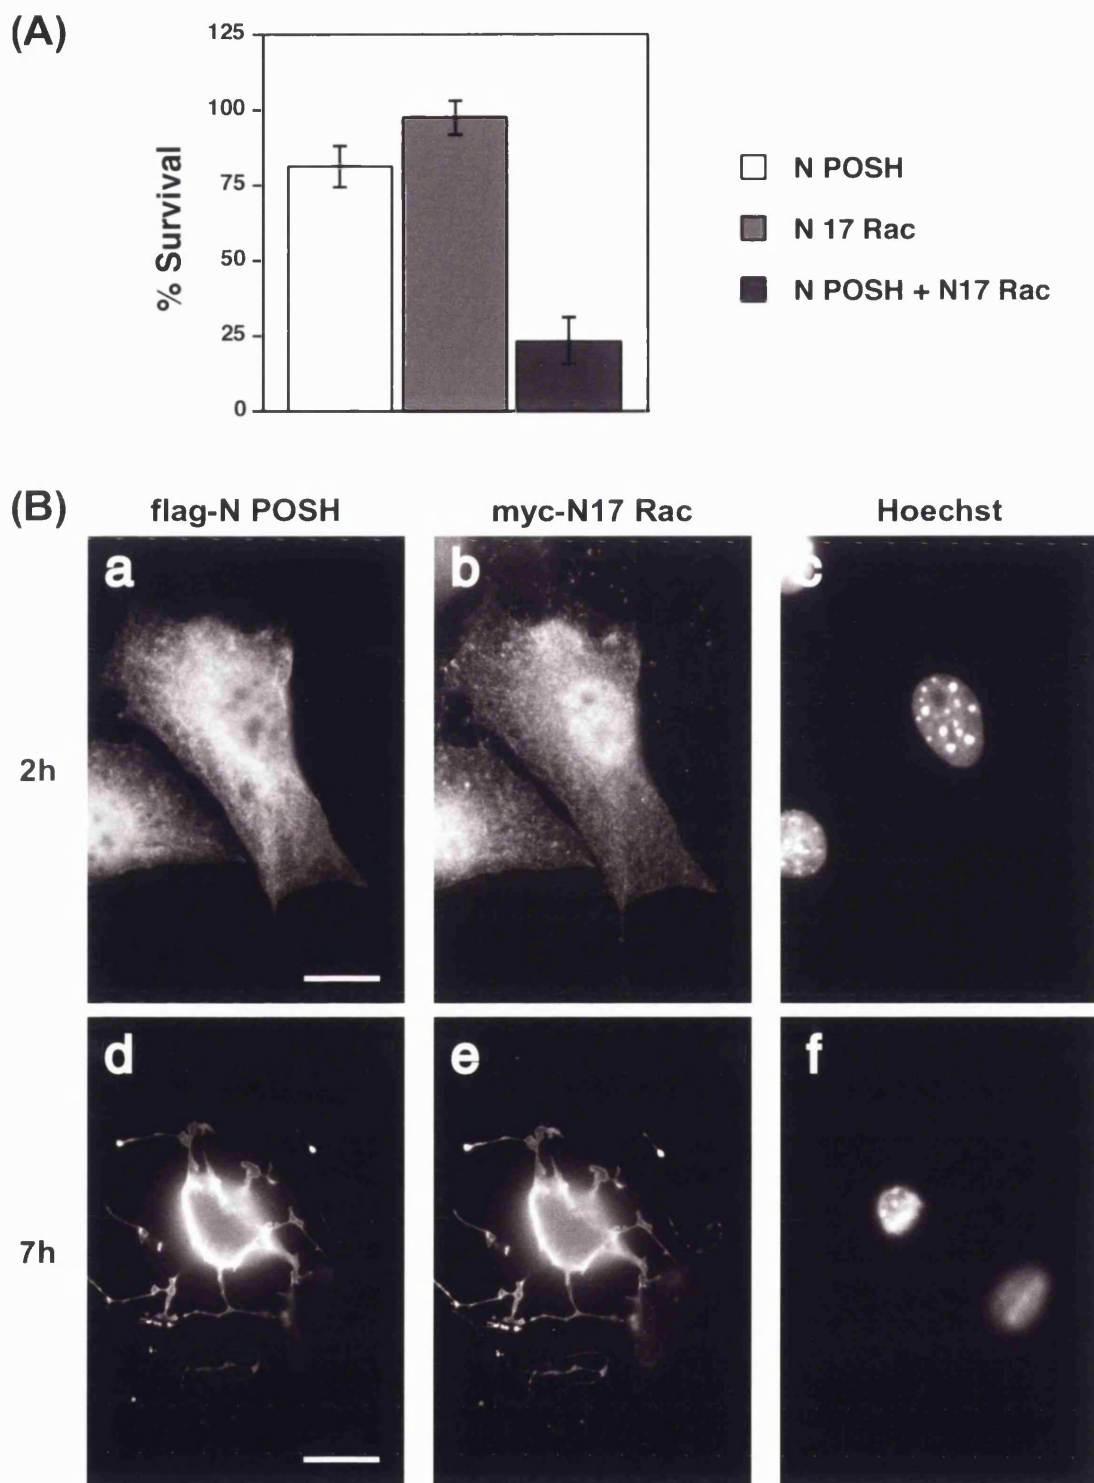 (A)
125
100
75
50
25
0
% Survival
N POSH
N 17 Rac
N POSH + N17 Rac
(B)
flag-N POSH
myc-N17 Rac
Hoechst
a
b
c
2h
d
e
f
7h